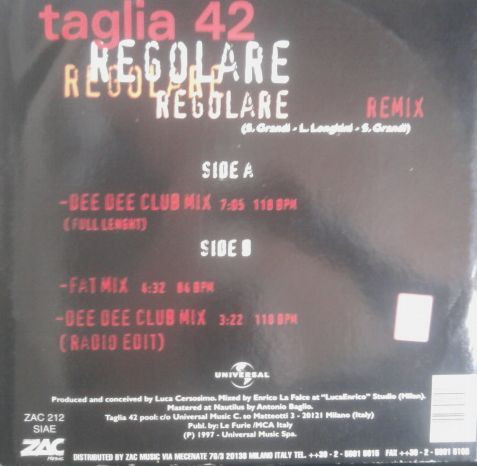 taglia 42
REGOLARE
REGOLARE
REGOLARE REMIX
(S. Grandi - L. Longhini - S. Grandi)
SIDE A
-DEE DEE CLUB MIX 7:05 118 BPM
(FULL LENGHT)
SIDE B
-FAT MIX 4:32 84 BPM
-DEE DEE CLUB MIX 3:22 118 BPM
(RADIO EDIT)
UNIVERSAL
Produced and conceived by Luca Cersosimo. Mixed by Enrico La Falce at "LucaEnrico" Studio (Milan).
Mastered at Nautilus by Antonio Baglio.
Taglia 42 pool: c/o Universal Music C. so Matteotti 3 - 20121 Milano (Italy)
Publ. by: Le Furie /MCA Italy
(P) 1997 - Universal Music Spa.
ZAC 212
SIAE
ZAC
MUSIC
DISTRIBUTED BY ZAC MUSIC VIA MECENATE 76/3 20138 MILANO ITALY TEL. ++39 - 2 - FAX ++39 - 2 -